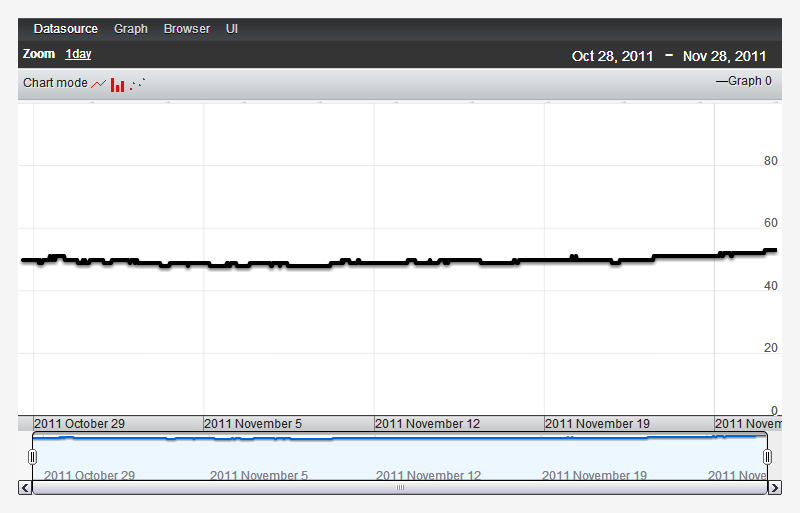 Datasource Graph Browser UI
Zoom 1day Oct 28, 2011 – Nov 28, 2011
Chart mode —Graph 0
80
60
40
20
0
2011 October 29 2011 November 5 2011 November 12 2011 November 19 2011 Novem
2011 October 29 2011 November 5 2011 November 12 2011 November 19 2011 Nove